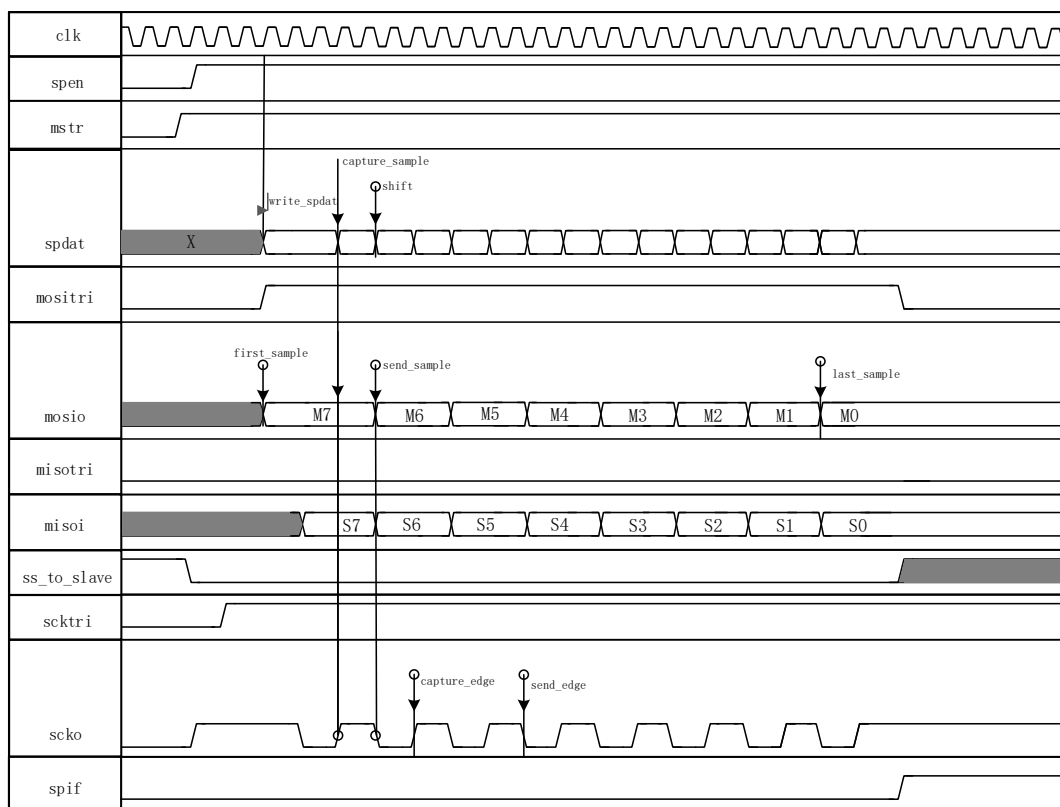 clk
spen
mstr
capture_sample
shift
write_spdat
spdat
X
mositri
first_sample
send_sample
last_sample
mosio
M7 M6 M5 M4 M3 M2 M1 M0
misotri
misoi
S7 S6 S5 S4 S3 S2 S1 S0
ss_to_slave
scktri
capture_edge
send_edge
scko
spif